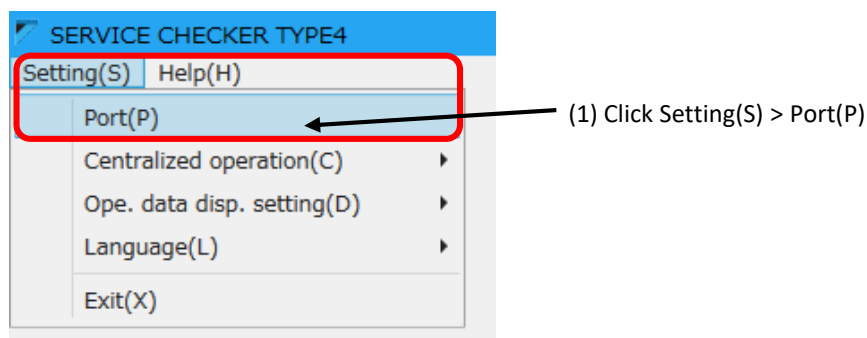 SERVICE CHECKER TYPE4
Setting(S) Help(H)
Port(P)
(1) Click Setting(S) > Port(P)
Centralized operation(C)
Ope. data disp. setting(D)
Language(L)
Exit(X)